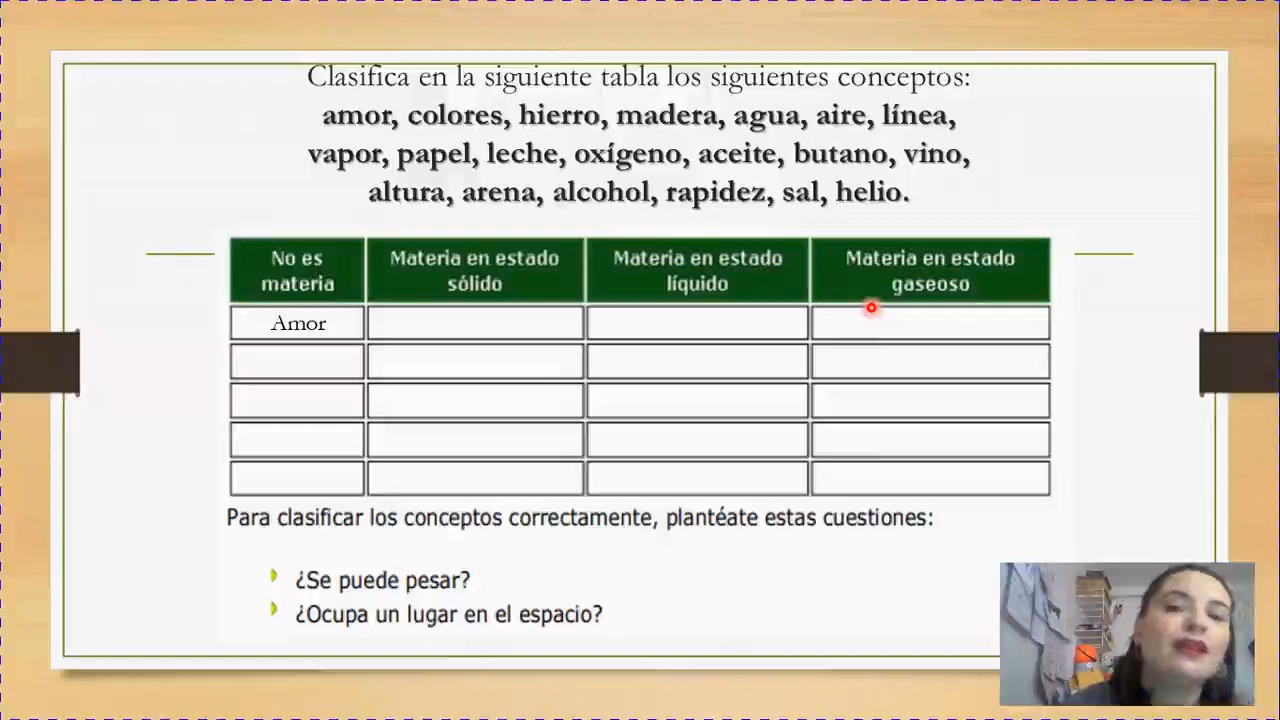 Clasifica en la siguiente tabla los siguientes conceptos:
amor, colores, hierro, madera, agua, aire, línea,
vapor, papel, leche, oxígeno, aceite, butano, vino,
altura, arena, alcohol, rapidez, sal, helio.
No es materia
Materia en estado sólido
Materia en estado líquido
Materia en estado gaseoso
Amor
Para clasificar los conceptos correctamente, plantéate estas cuestiones:
¿Se puede pesar?
¿Ocupa un lugar en el espacio?